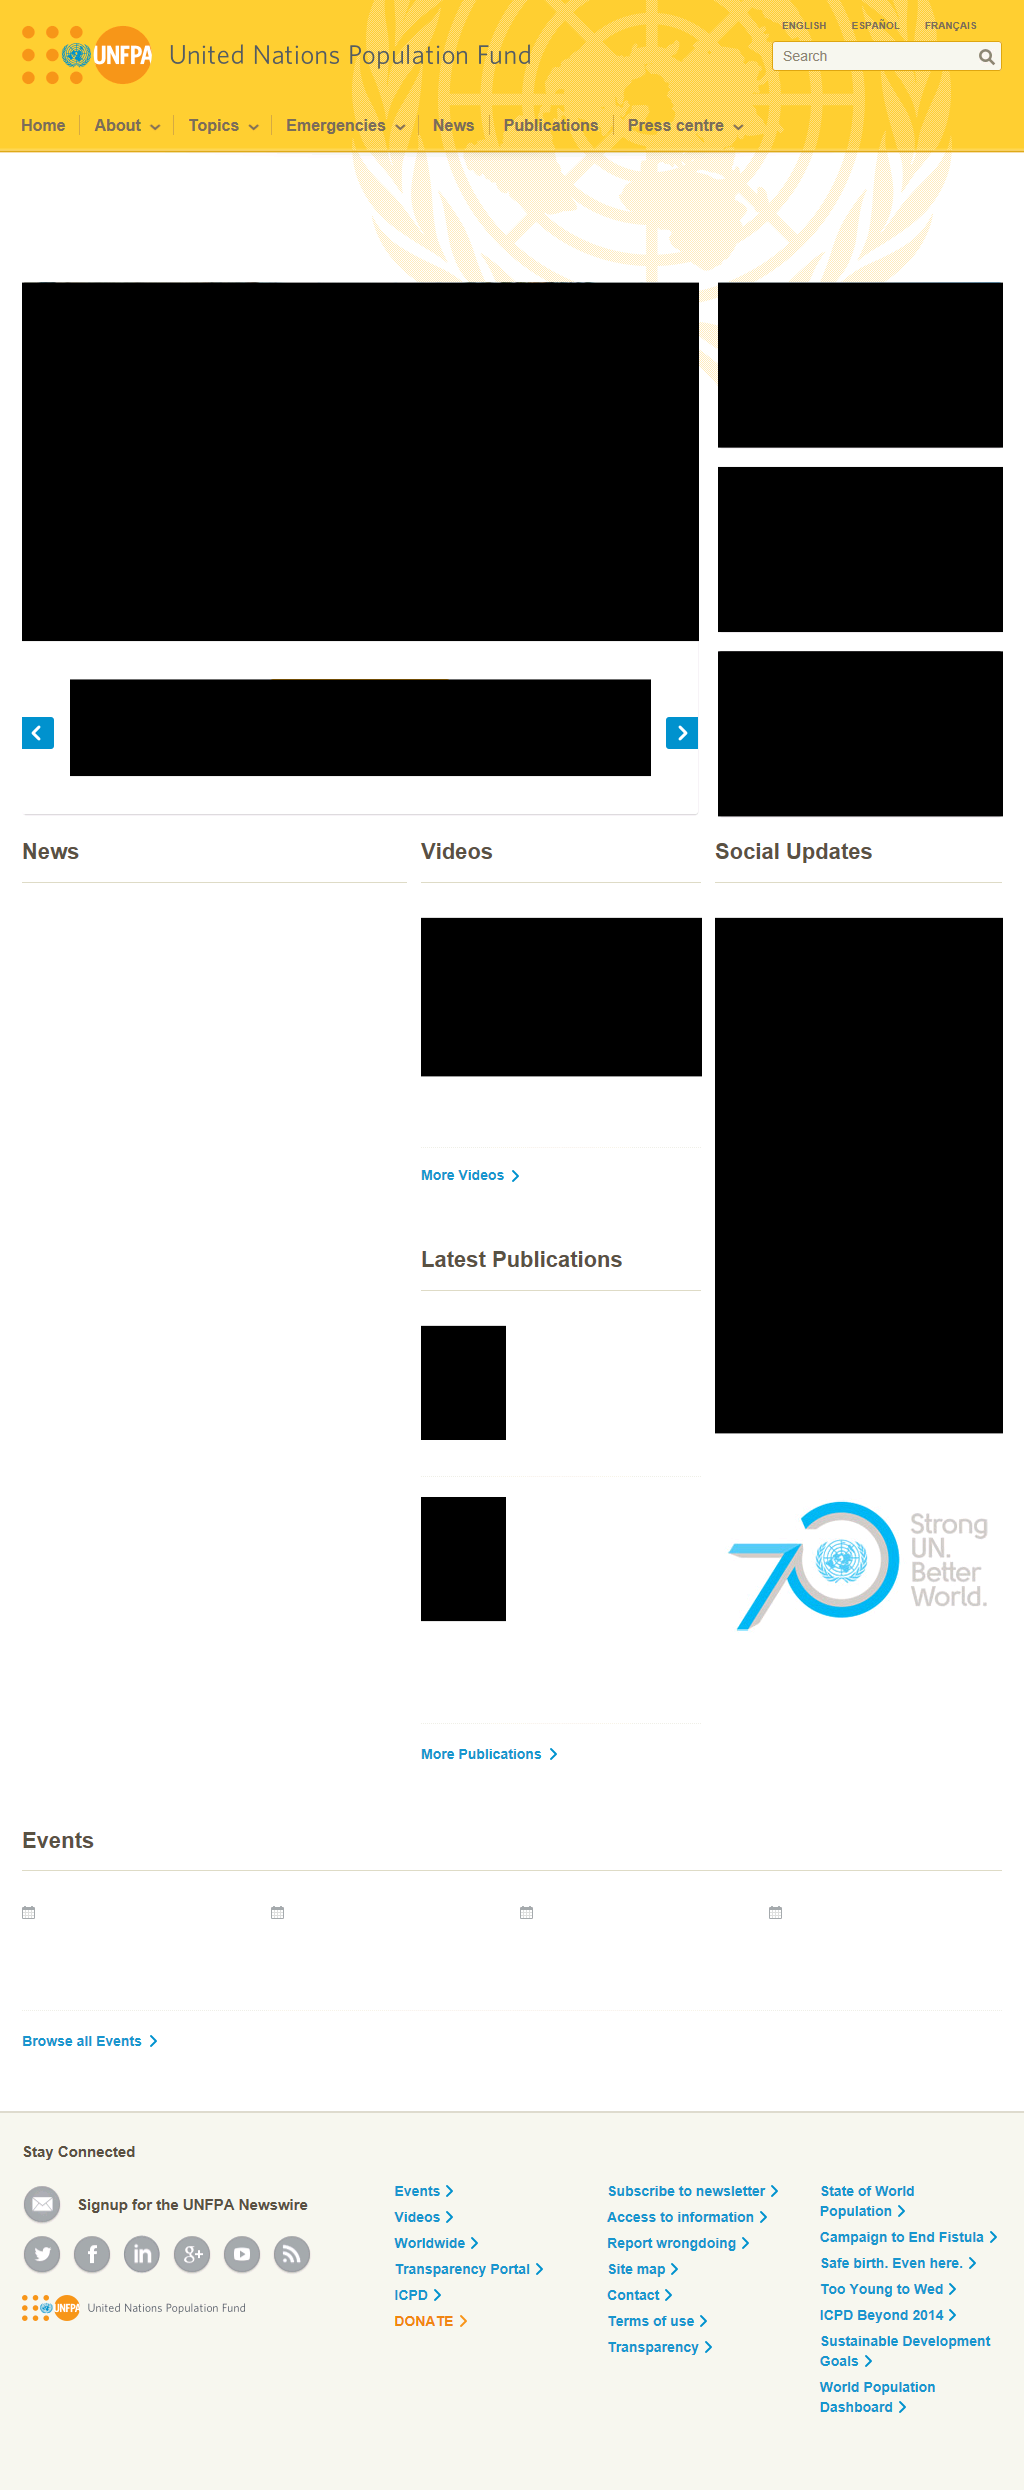 ENGLISH ESPAÑOL FRANÇAIS
UNFPA United Nations Population Fund
Search
Home About Topics Emergencies News Publications Press centre
News
Videos
Social Updates
More Videos
Latest Publications
70 Strong
UN.
Better
World.
More Publications
Events
Browse all Events
Stay Connected
Signup for the UNFPA Newswire
UNFPA United Nations Population Fund
Events
Videos
Worldwide
Transparency Portal
ICPD
DONATE
Subscribe to newsletter
Access to information
Report wrongdoing
Site map
Contact
Terms of use
Transparency
State of World
Population
Campaign to End Fistula
Safe birth. Even here.
Too Young to Wed
ICPD Beyond 2014
Sustainable Development
Goals
World Population
Dashboard